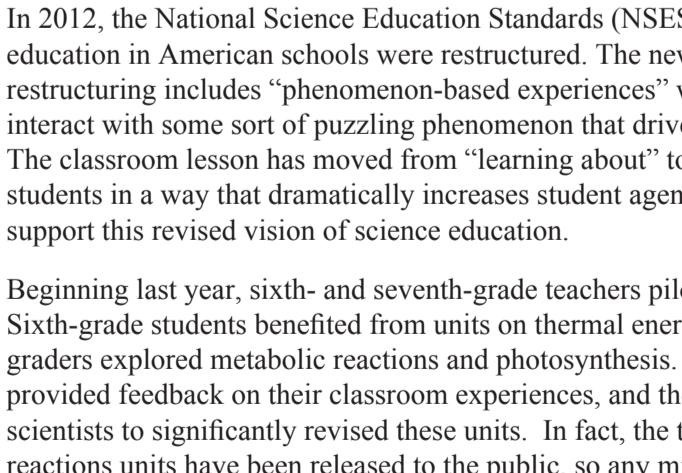 In 2012, the National Science Education Standards (NSES
education in American schools were restructured. The new
restructuring includes “phenomenon-based experiences”
interact with some sort of puzzling phenomenon that drive
The classroom lesson has moved from “learning about” to
students in a way that dramatically increases student agen
support this revised vision of science education.
Beginning last year, sixth- and seventh-grade teachers pil
Sixth-grade students benefited from units on thermal ener
graders explored metabolic reactions and photosynthesis.
provided feedback on their classroom experiences, and th
scientists to significantly revised these units. In fact, the
reactions units have been released to the public, so any